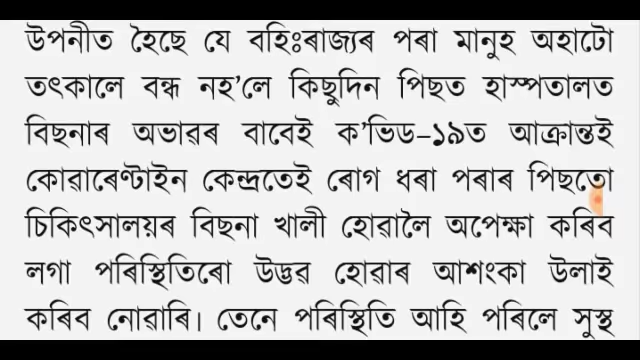 উপনীত হৈছে যে বহিঃৰাজ্যৰ পৰা মানুহ অহাটো
তৎকালে বন্ধ নহ’লে কিছুদিন পিছত হাস্পতালত
বিছনাৰ অভাৱৰ বাবেই ক’ভিড–১৯ত আক্ৰান্তই
কোৱাৰেণ্টাইন কেন্দ্ৰতেই ৰোগ ধৰা পৰাৰ পিছতো
চিকিৎসালয়ৰ বিছনা খালী হোৱালৈ অপেক্ষা কৰিব
লগা পৰিস্থিতিৰো উদ্ভৱ হোৱাৰ আশংকা উলাই
কৰিব নোৱাৰি। তেনে পৰিস্থিতি আহি পৰিলে সুস্থ